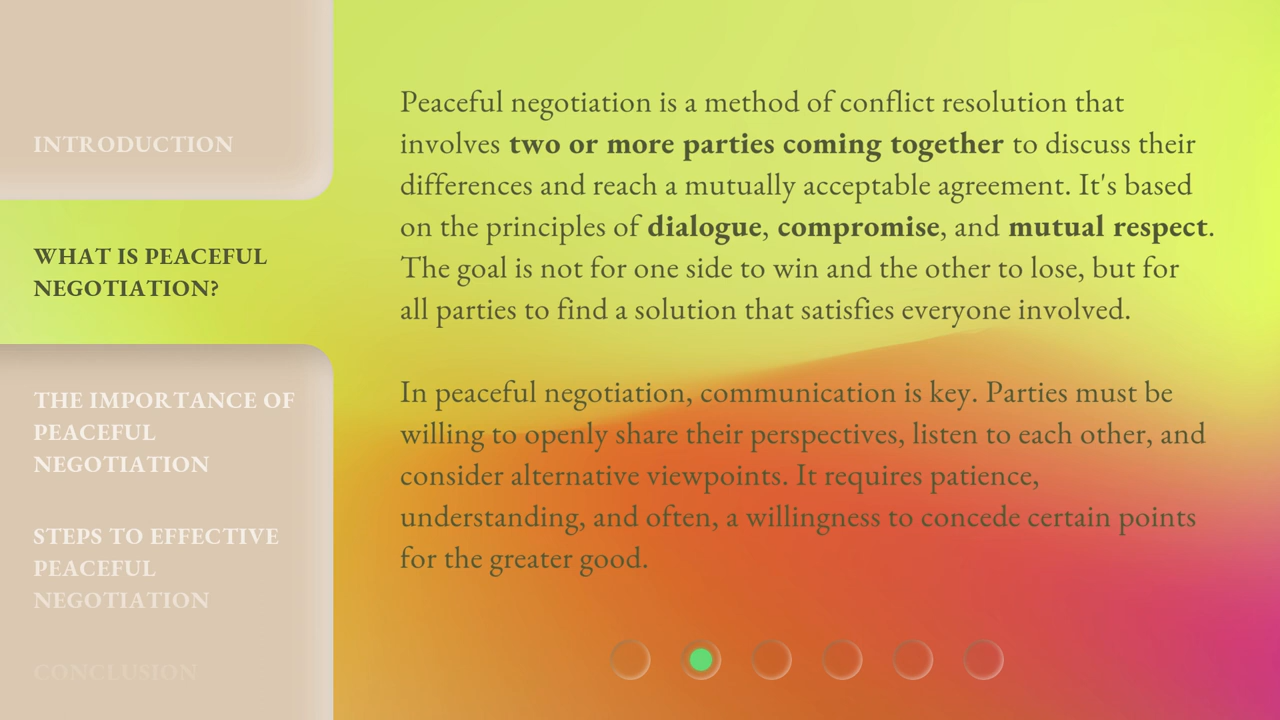 INTRODUCTION
WHAT IS PEACEFUL
NEGOTIATION?
THE IMPORTANCE OF
PEACEFUL
NEGOTIATION
STEPS TO EFFECTIVE
PEACEFUL
NEGOTIATION
CONCLUSION
Peaceful negotiation is a method of conflict resolution that
involves two or more parties coming together to discuss their
differences and reach a mutually acceptable agreement. It's based
on the principles of dialogue, compromise, and mutual respect.
The goal is not for one side to win and the other to lose, but for
all parties to find a solution that satisfies everyone involved.
In peaceful negotiation, communication is key. Parties must be
willing to openly share their perspectives, listen to each other, and
consider alternative viewpoints. It requires patience,
understanding, and often, a willingness to concede certain points
for the greater good.